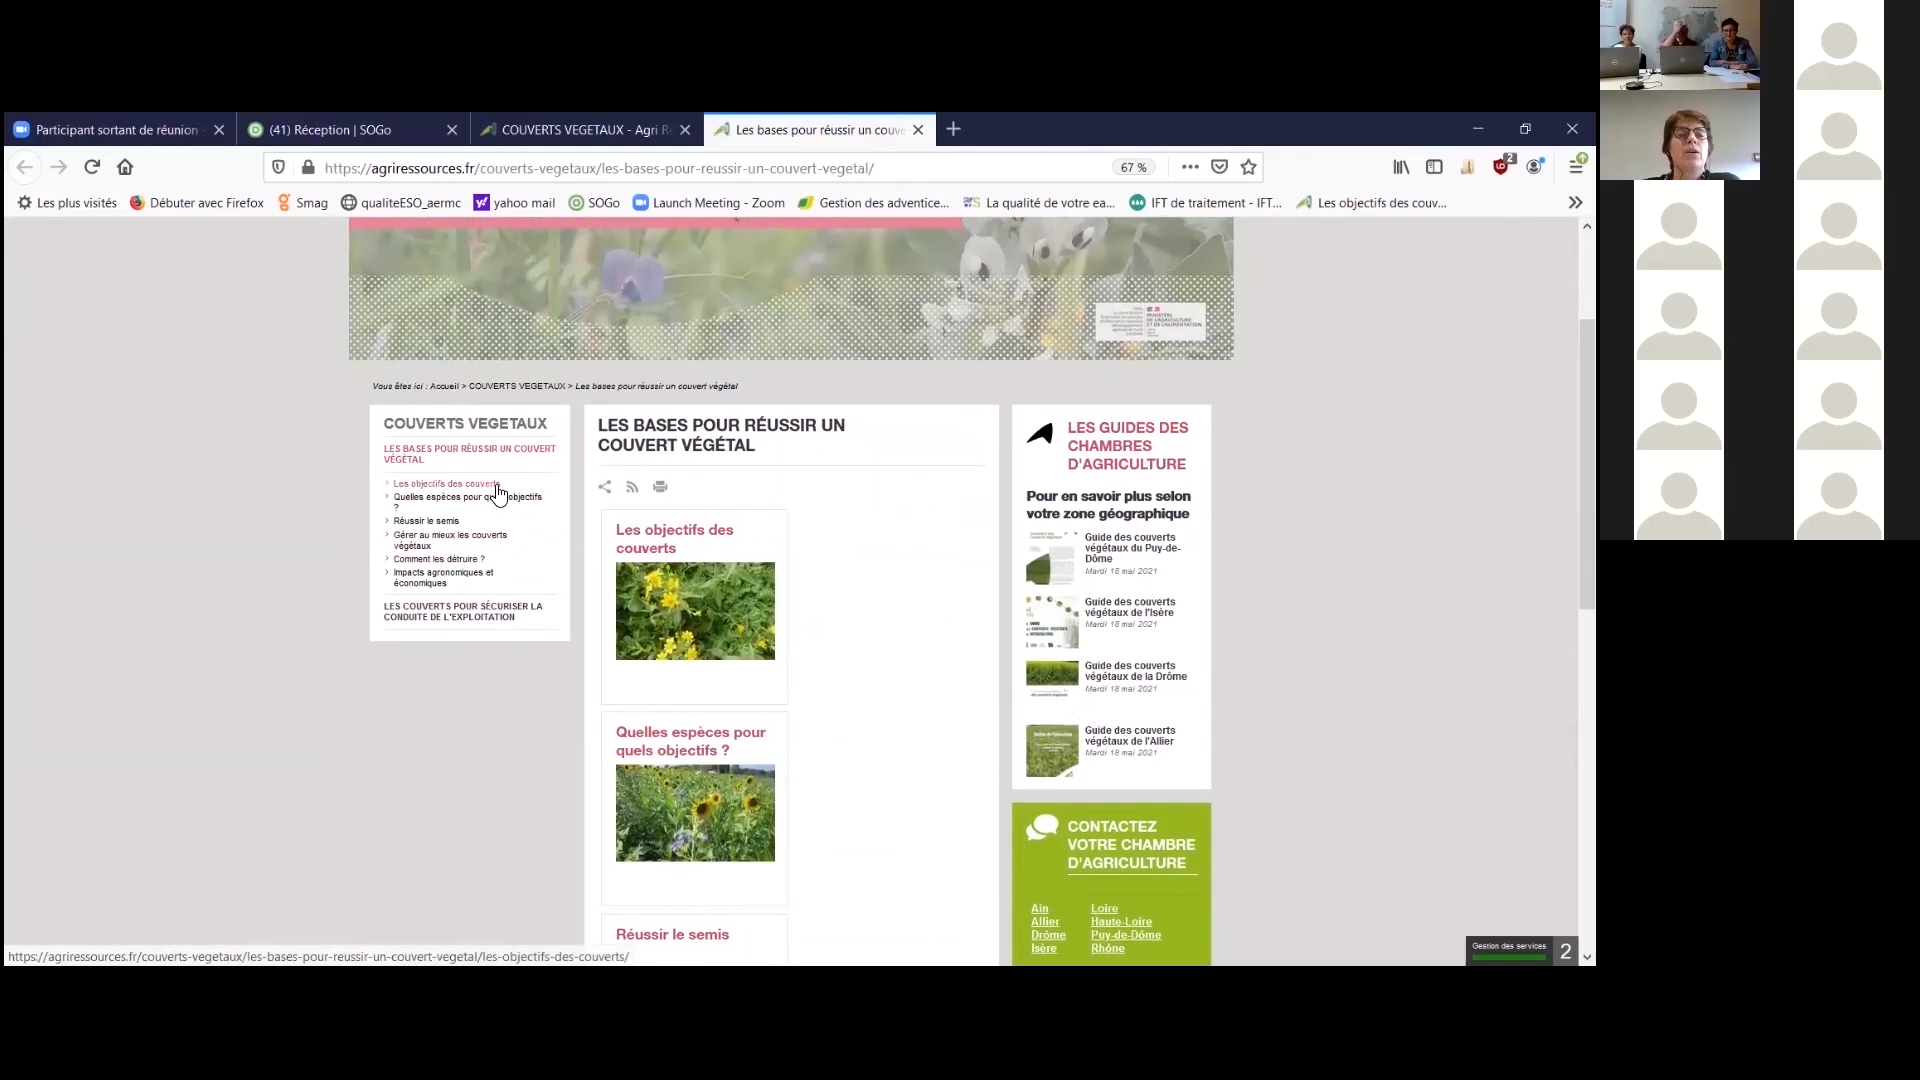 Participant sortant de réunion -
(41) Réception | SOGo
COUVERTS VEGETAUX - Agri R
Les bases pour réussir un couve
https://agriressources.fr/couverts-vegetaux/les-bases-pour-reussir-un-couvert-vegetal/
67 %
2
Les plus visités
Débuter avec Firefox
Smag
qualiteESO_aermc
yahoo mail
SOGo
Launch Meeting - Zoom
Gestion des adventice...
La qualité de votre ea...
IFT de traitement - IFT...
Les objectifs des couv...
MINISTÈRE
DE L'AGRICULTURE
ET DE L'ALIMENTATION
Vous êtes ici : Accueil > COUVERTS VEGETAUX > Les bases pour réussir un couvert végétal
COUVERTS VEGETAUX
LES BASES POUR RÉUSSIR UN COUVERT
VÉGÉTAL
Les objectifs des couverts
Quelles espèces pour objectifs
?
Réussir le semis
Gérer au mieux les couverts
végétaux
Comment les détruire ?
Impacts agronomiques et
économiques
LES COUVERTS POUR SÉCURISER LA
CONDUITE DE L'EXPLOITATION
LES BASES POUR RÉUSSIR UN
COUVERT VÉGÉTAL
Les objectifs des
couverts
Quelles espèces pour
quels objectifs ?
Réussir le semis
LES GUIDES DES
CHAMBRES
D'AGRICULTURE
Pour en savoir plus selon
votre zone géographique
Guide des couverts
végétaux du Puy-de-
Dôme
Mardi 18 mai 2021
Guide des couverts
végétaux de l'Isère
Mardi 18 mai 2021
Guide des couverts
végétaux de la Drôme
Mardi 18 mai 2021
Guide des couverts
végétaux de l'Allier
Mardi 18 mai 2021
CONTACTEZ
VOTRE CHAMBRE
D'AGRICULTURE
Ain Loire
Allier Haute-Loire
Drôme Puy-de-Dôme
Isère Rhône
Gestion des services
2
https://agriressources.fr/couverts-vegetaux/les-bases-pour-reussir-un-couvert-vegetal/les-objectifs-des-couverts/